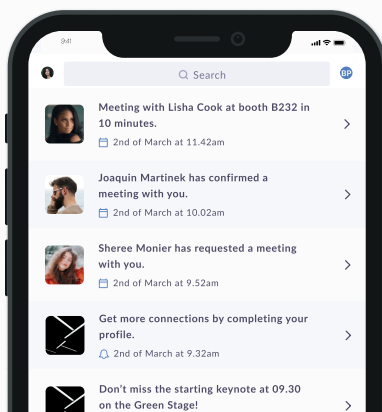 9:41
Search
BP
Meeting with Lisha Cook at booth B232 in
10 minutes.
2nd of March at 11.42am
Joaquin Martinek has confirmed a
meeting with you.
2nd of March at 10.02am
Sheree Monier has requested a meeting
with you.
2nd of March at 9.52am
Get more connections by completing your
profile.
2nd of March at 9.32am
Don't miss the starting keynote at 09.30
on the Green Stage!